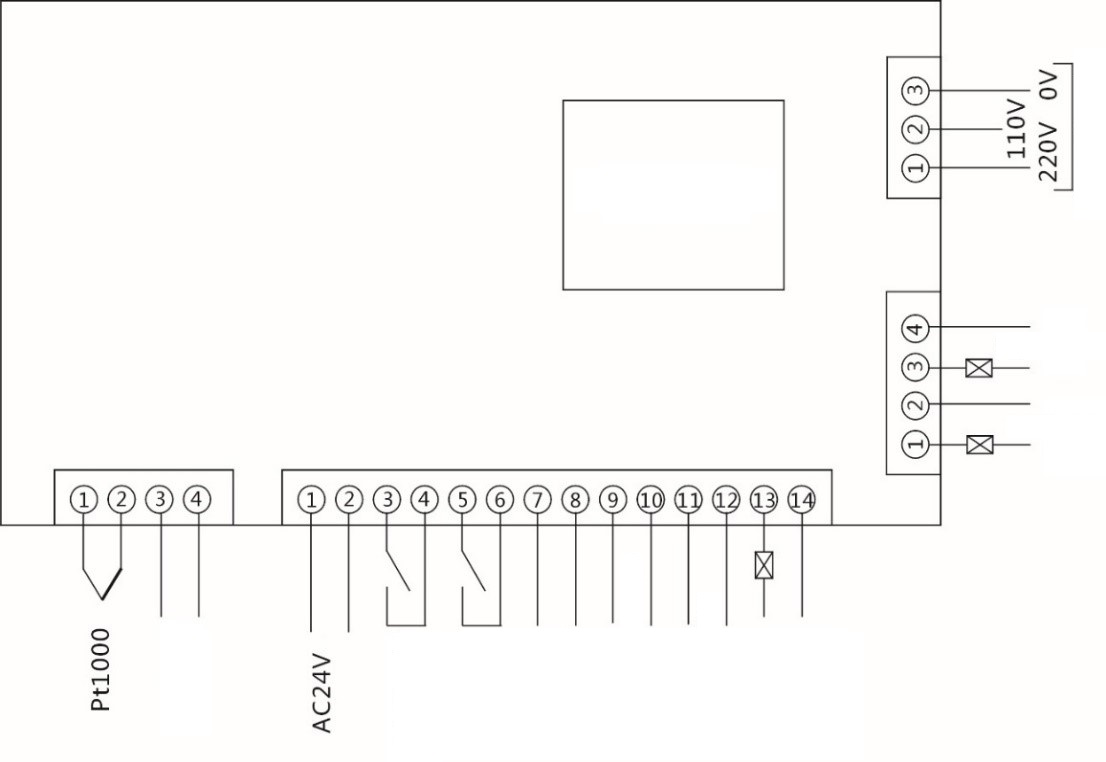 ③ 0V
② 110V
① 220V
④
③
②
①
① ② ③ ④
① ② ③ ④ ⑤ ⑥ ⑦ ⑧ ⑨ ⑩ ⑪ ⑫ ⑬ ⑭
Pt1000
AC24V